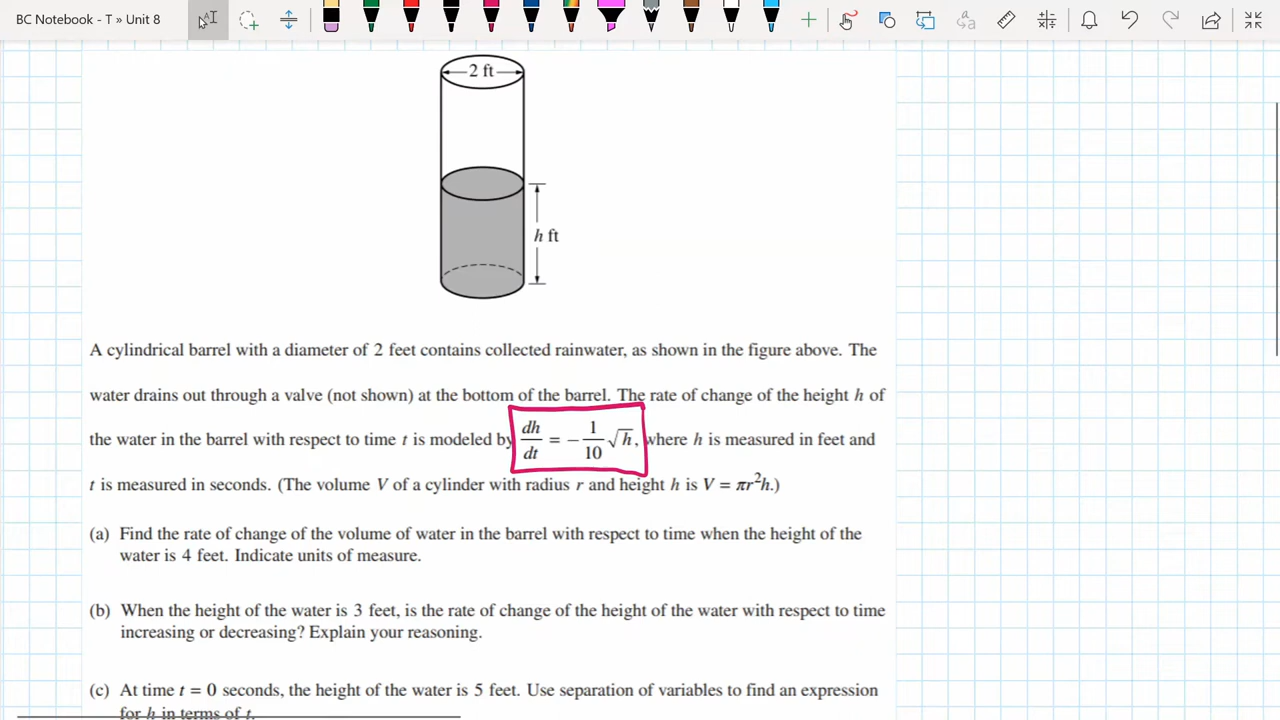 BC Notebook - T » Unit 8
2 ft
h ft
A cylindrical barrel with a diameter of 2 feet contains collected rainwater, as shown in the figure above. The
water drains out through a valve (not shown) at the bottom of the barrel. The rate of change of the height h of
the water in the barrel with respect to time t is modeled by dh/dt = −1/10 √h, where h is measured in feet and
t is measured in seconds. (The volume V of a cylinder with radius r and height h is V = πr²h.)
(a) Find the rate of change of the volume of water in the barrel with respect to time when the height of the
water is 4 feet. Indicate units of measure.
(b) When the height of the water is 3 feet, is the rate of change of the height of the water with respect to time
increasing or decreasing? Explain your reasoning.
(c) At time t = 0 seconds, the height of the water is 5 feet. Use separation of variables to find an expression
for h in terms of t.